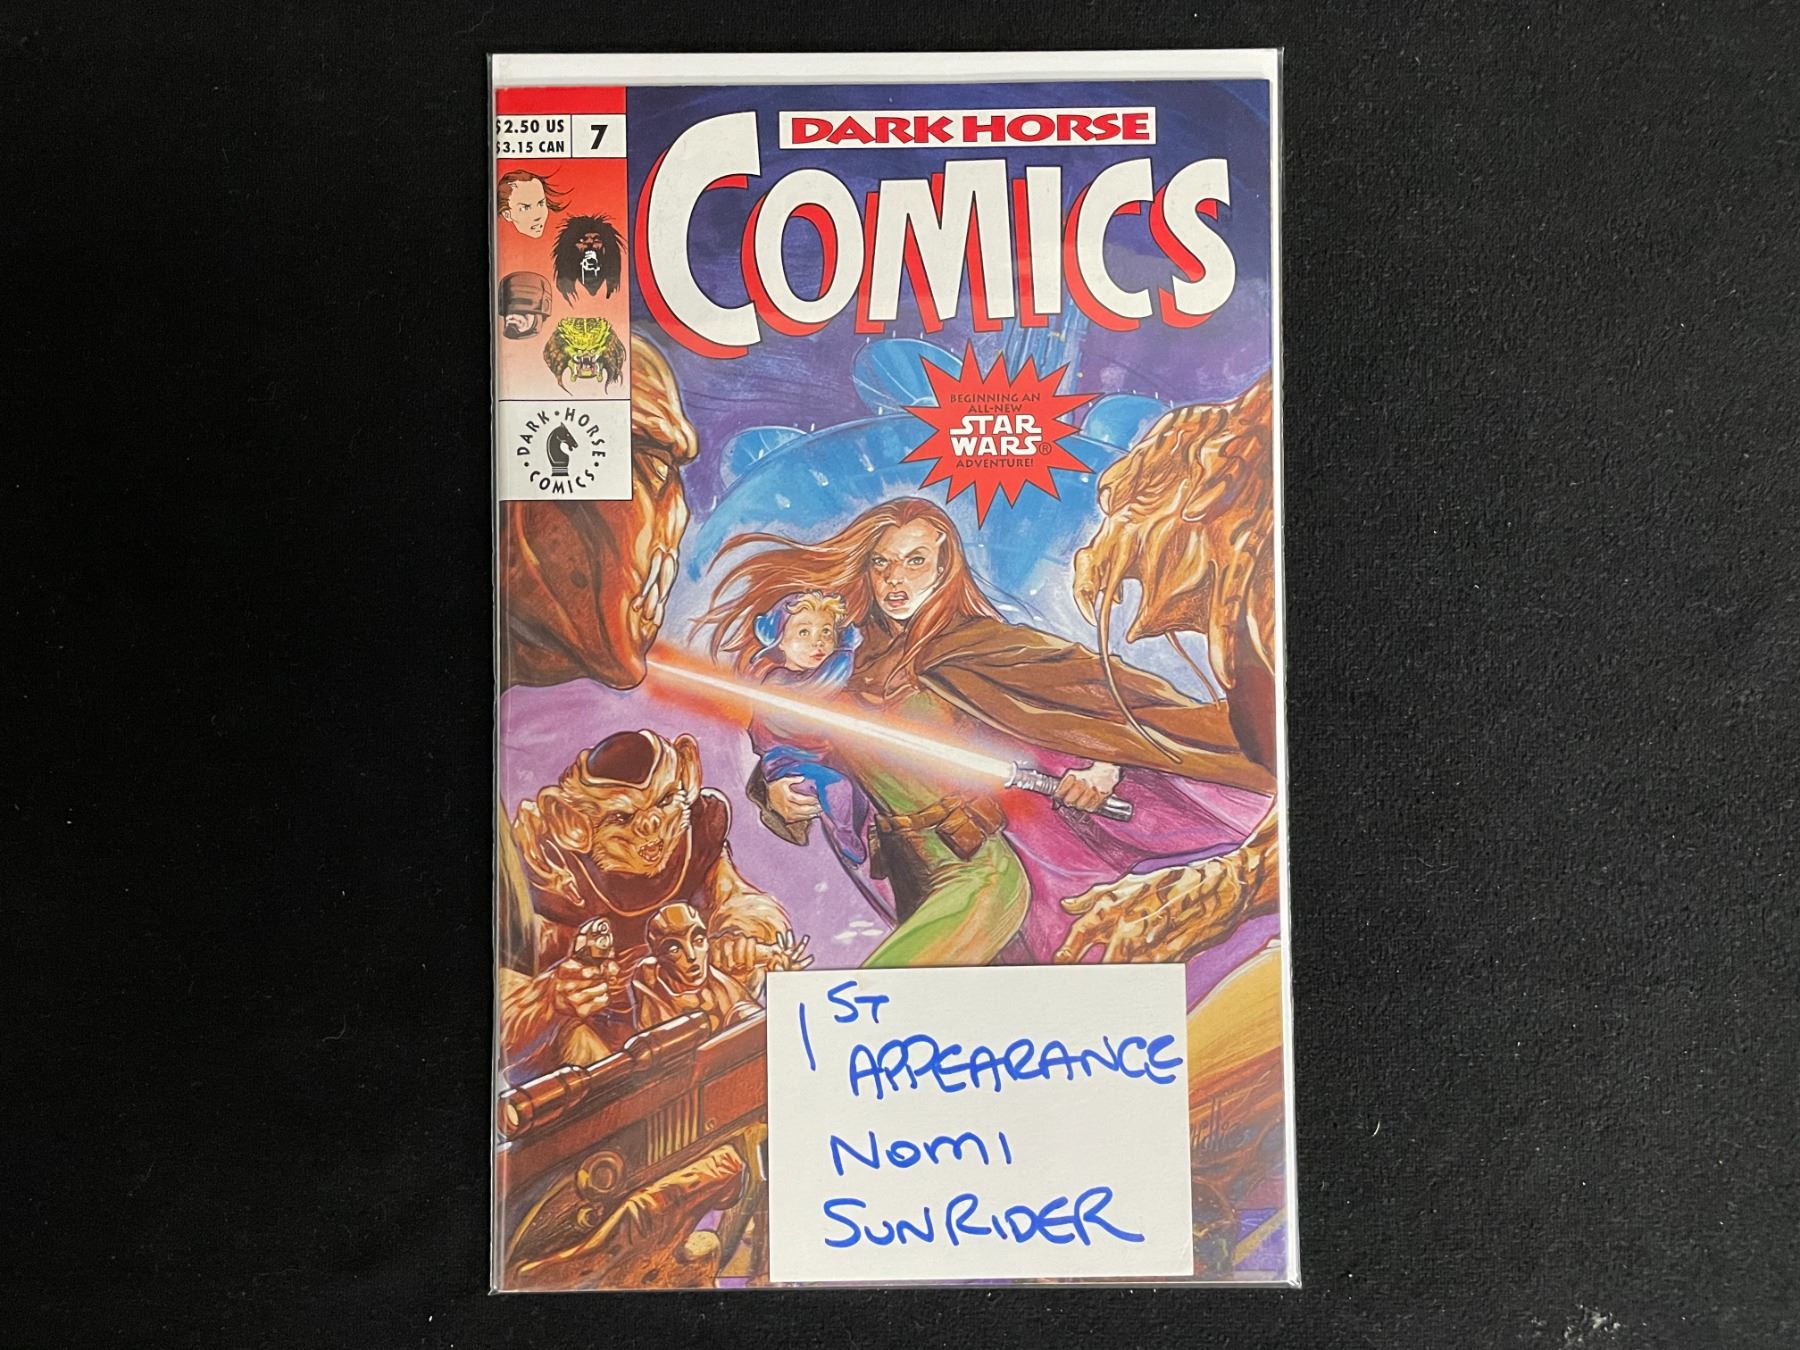 $2.50 US
$3.15 CAN
7
DARK HORSE
COMICS
BEGINNING AN
ALL-NEW
STAR
WARS®
ADVENTURE!
DARK • HORSE • COMICS •
1ST
APPEARANCE
NOMI
SUNRIDER